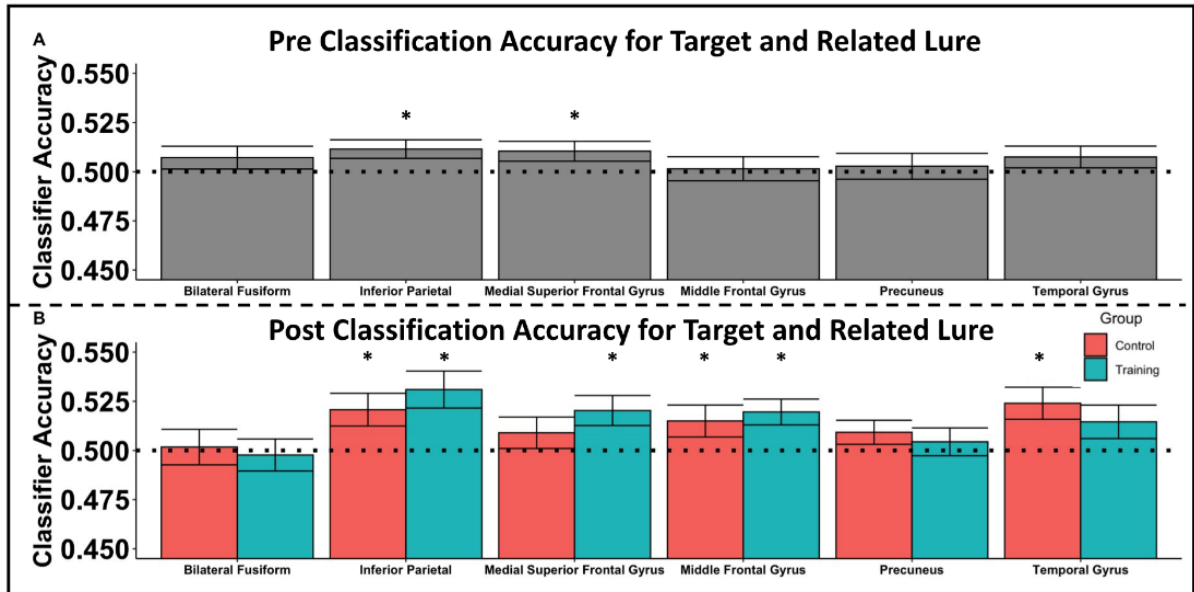 A
Pre Classification Accuracy for Target and Related Lure
Classifier Accuracy
0.550
0.525
0.500
0.475
0.450
*
*
Bilateral Fusiform
Inferior Parietal
Medial Superior Frontal Gyrus
Middle Frontal Gyrus
Precuneus
Temporal Gyrus
B
Post Classification Accuracy for Target and Related Lure
Group
Control
Training
Classifier Accuracy
0.550
0.525
0.500
0.475
0.450
*
*
*
*
*
*
Bilateral Fusiform
Inferior Parietal
Medial Superior Frontal Gyrus
Middle Frontal Gyrus
Precuneus
Temporal Gyrus